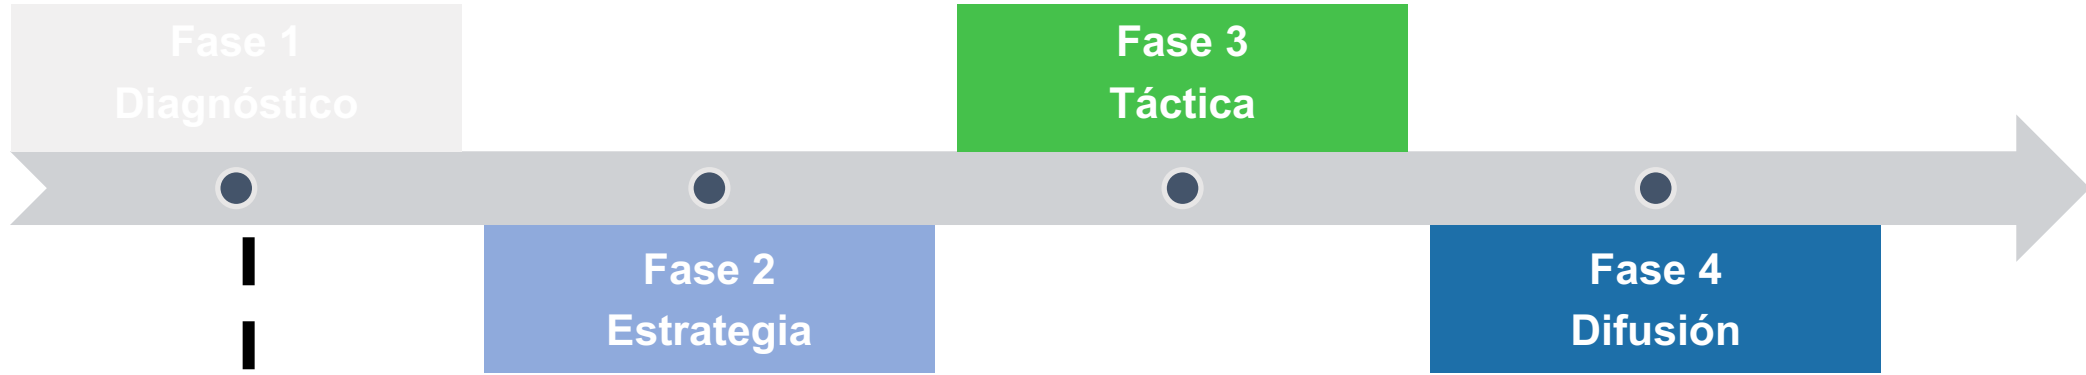 Fase 1
Diagnóstico
Fase 2
Estrategia
Fase 3
Táctica
Fase 4
Difusión